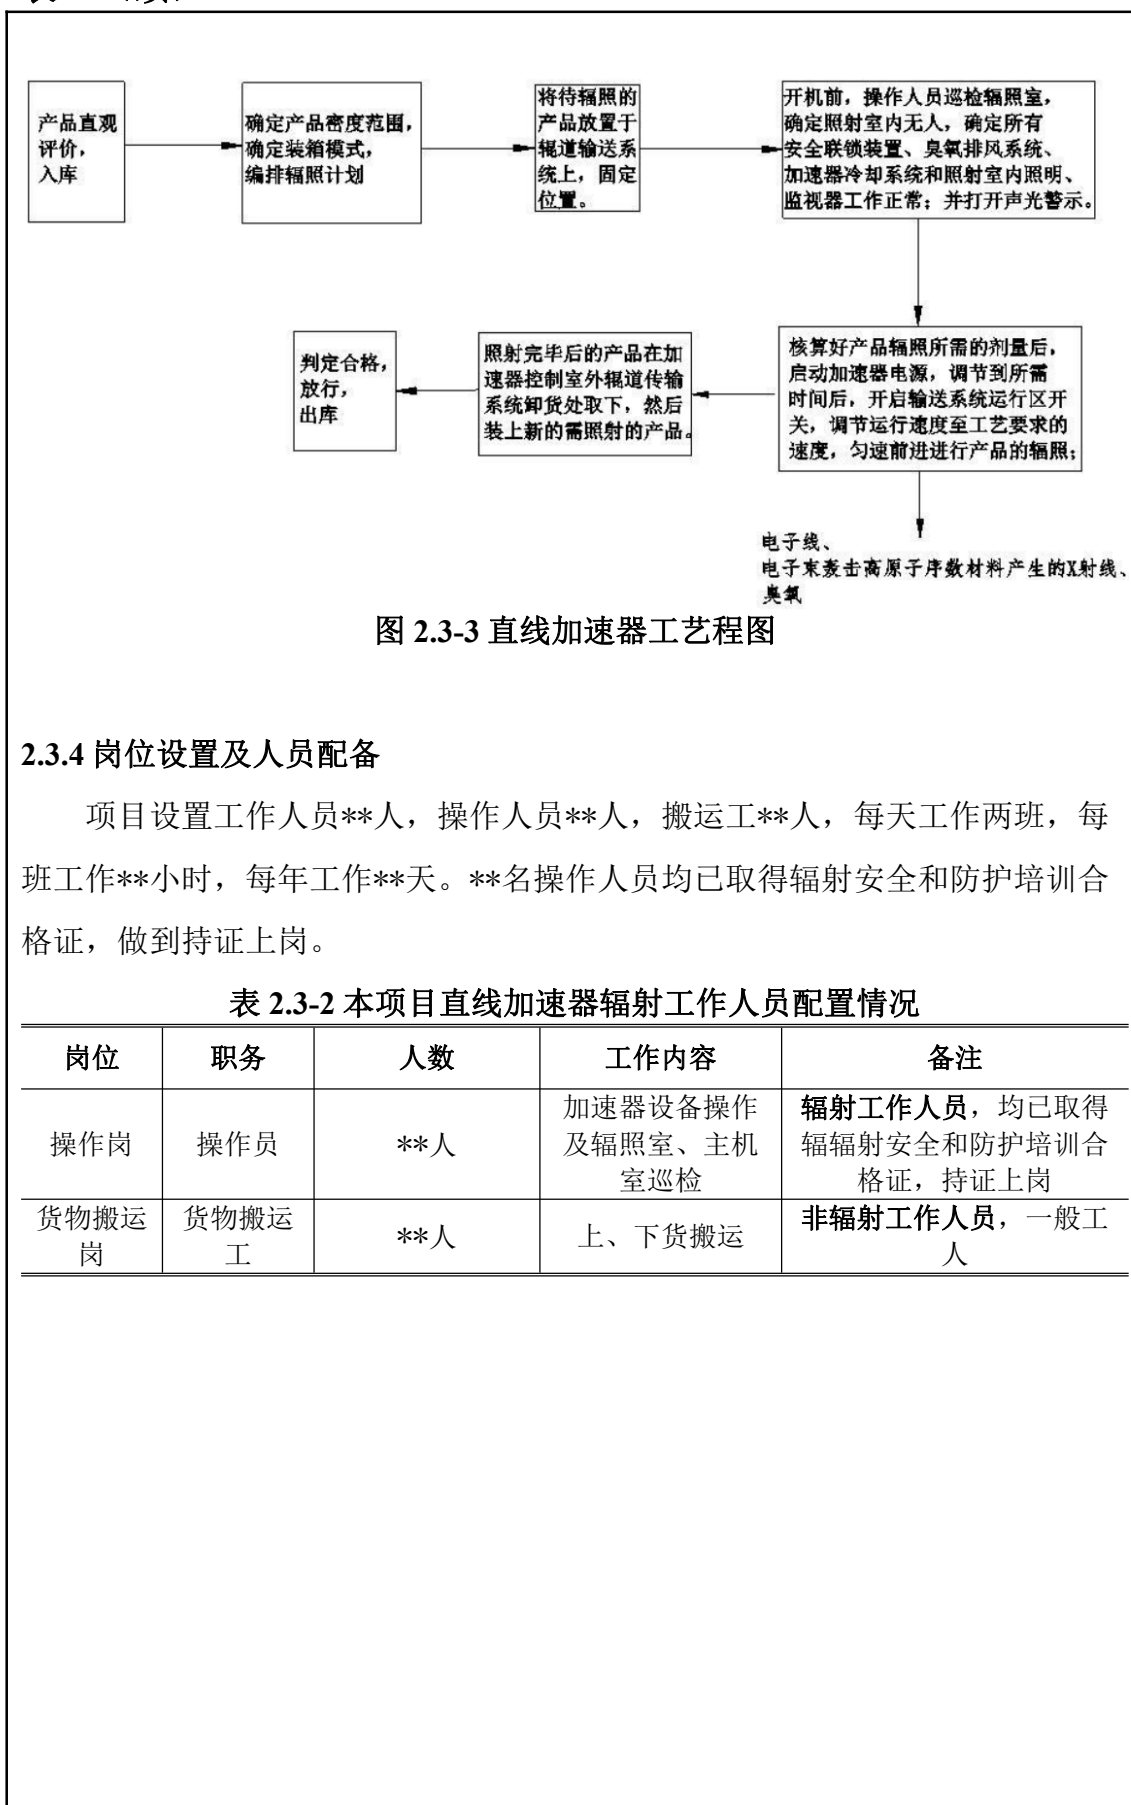 产品直观
评价，
入库
确定产品密度范围，
确定装箱模式，
编排辐照计划
将待辐照的
产品放置于
辊道输送系
统上，固定
位置。
开机前，操作人员巡检辐照室，
确定照射室内无人，确定所有
安全联锁装置、臭氧排风系统、
加速器冷却系统和照射室内照明、
监视器工作正常；并打开声光警示。
判定合格，
放行，
出库
照射完毕后的产品在加
速器控制室外辊道传输
系统卸货处取下，然后
装上新的需照射的产品。
核算好产品辐照所需的剂量后，
启动加速器电源，调节到所需
时间后，开启输送系统运行区开
关，调节运行速度至工艺要求的
速度，匀速前进进行产品的辐照；
电子线、
电子束轰击高原子序数材料产生的X射线、
臭氧
图 2.3-3 直线加速器工艺程图
2.3.4 岗位设置及人员配备
项目设置工作人员**人，操作人员**人，搬运工**人，每天工作两班，每
班工作**小时，每年工作**天。**名操作人员均已取得辐射安全和防护培训合
格证，做到持证上岗。
表 2.3-2 本项目直线加速器辐射工作人员配置情况
岗位 职务 人数 工作内容 备注
操作岗 操作员 **人
加速器设备操作
及辐照室、主机
室巡检
辐射工作人员，均已取得
辐辐射安全和防护培训合
格证，持证上岗
货物搬运
岗
货物搬运
工
**人
上、下货搬运
非辐射工作人员，一般工
人